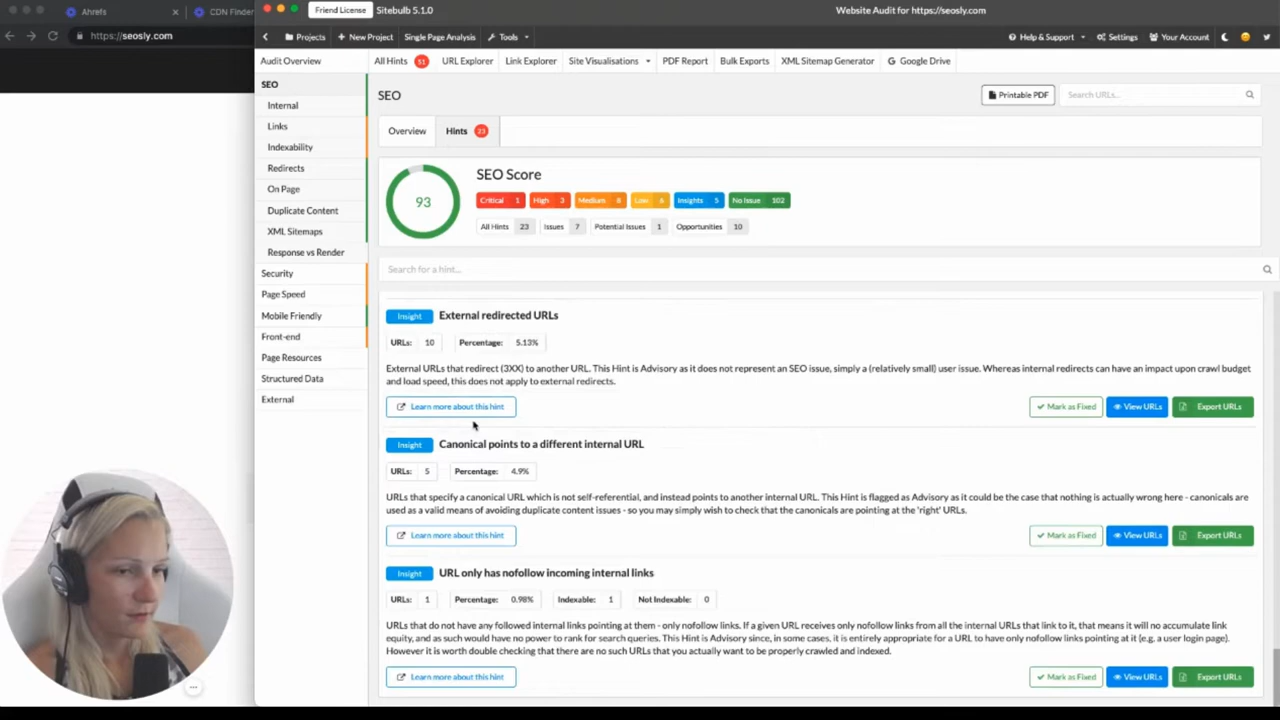 Ahrefs
CDN Finder
https://seosly.com
Friend License
Sitebulb 5.1.0
Website Audit for https://seosly.com
Projects
New Project
Single Page Analysis
Tools
Help & Support
Settings
Your Account
Audit Overview
All Hints 51
URL Explorer
Link Explorer
Site Visualisations
PDF Report
Bulk Exports
XML Sitemap Generator
Google Drive
SEO
Internal
Links
Indexability
Redirects
On Page
Duplicate Content
XML Sitemaps
Response vs Render
Security
Page Speed
Mobile Friendly
Front-end
Page Resources
Structured Data
External
SEO
Printable PDF
Search URLs...
Overview
Hints 23
93
SEO Score
Critical 1
High 3
Medium 8
Low 6
Insights 5
No Issue 102
All Hints 23
Issues 7
Potential Issues 1
Opportunities 10
Search for a hint...
Insight External redirected URLs
URLs: 10 Percentage: 5.13%
External URLs that redirect (3XX) to another URL. This Hint is Advisory as it does not represent an SEO issue, simply a (relatively small) user issue. Whereas internal redirects can have an impact upon crawl budget
and load speed, this does not apply to external redirects.
Learn more about this hint
Mark as Fixed
View URLs
Export URLs
Insight Canonical points to a different internal URL
URLs: 5 Percentage: 4.9%
URLs that specify a canonical URL which is not self-referential, and instead points to another internal URL. This Hint is flagged as Advisory as it could be the case that nothing is actually wrong here - canonicals are
used as a valid means of avoiding duplicate content issues - so you may simply wish to check that the canonicals are pointing at the 'right' URLs.
Learn more about this hint
Mark as Fixed
View URLs
Export URLs
Insight URL only has nofollow incoming internal links
URLs: 1 Percentage: 0.98% Indexable: 1 Not Indexable: 0
URLs that do not have any followed internal links pointing at them - only nofollow links. If a given URL receives only nofollow links from all the internal URLs that link to it, that means it will no accumulate link
equity, and as such would have no power to rank for search queries. This Hint is Advisory since, in some cases, it is entirely appropriate for a URL to have only nofollow links pointing at it (e.g. a user login page).
However it is worth double checking that there are no such URLs that you actually want to be properly crawled and indexed.
Learn more about this hint
Mark as Fixed
View URLs
Export URLs